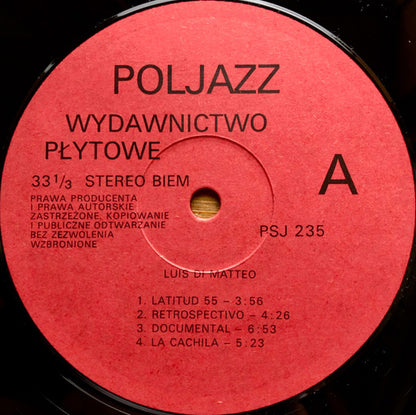 POLJAZZ
WYDAWNICTWO
PŁYTOWE
33 1/3 STEREO BIEM
A
PRAWA PRODUCENTA
I PRAWA AUTORSKIE
ZASTRZEŻONE, KOPIOWANIE
I PUBLICZNE ODTWARZANIE
BEZ ZEZWOLENIA
WZBRONIONE
PSJ 235
LUIS DI MATTEO
1. LATITUD 55 – 3:56
2. RETROSPECTIVO – 4:26
3. DOCUMENTAL – 6:53
4. LA CACHILA – 5:23